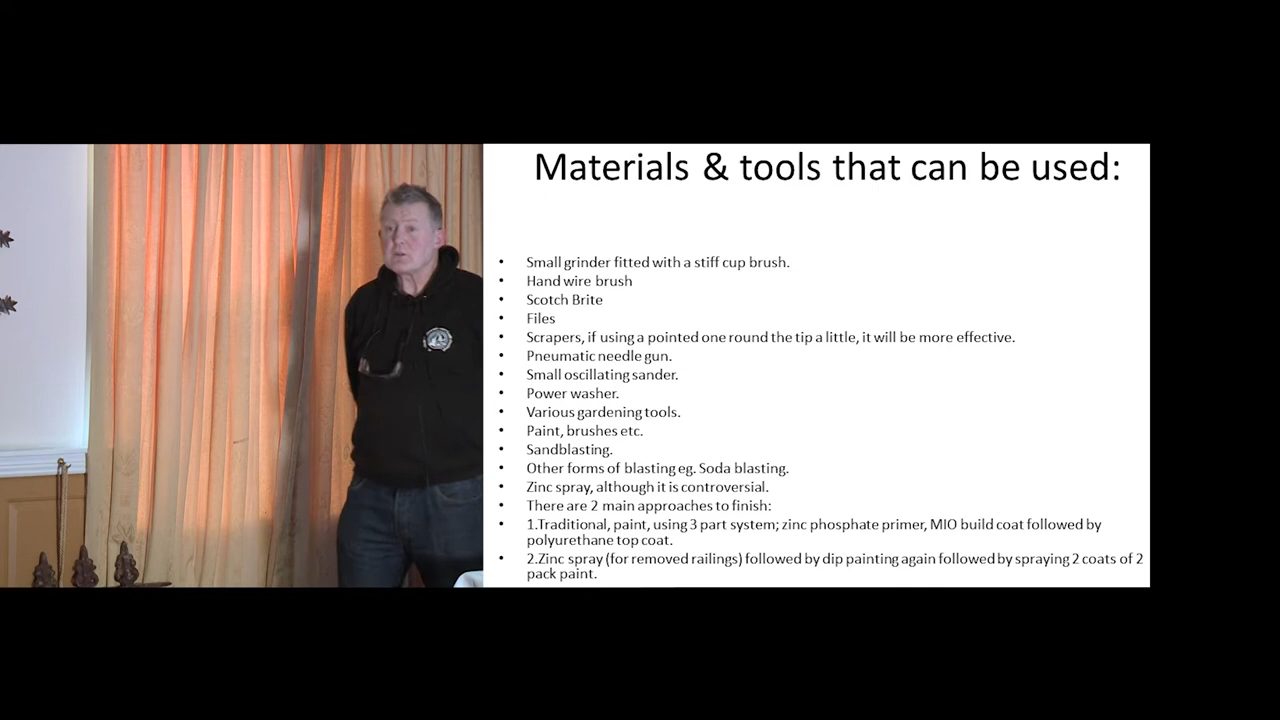 Materials & tools that can be used:
• Small grinder fitted with a stiff cup brush.
• Hand wire brush
• Scotch Brite
• Files
• Scrapers, if using a pointed one round the tip a little, it will be more effective.
• Pneumatic needle gun.
• Small oscillating sander.
• Power washer.
• Various gardening tools.
• Paint, brushes etc.
• Sandblasting.
• Other forms of blasting eg. Soda blasting.
• Zinc spray, although it is controversial.
• There are 2 main approaches to finish:
• 1.Traditional, paint, using 3 part system; zinc phosphate primer, MIO build coat followed by
polyurethane top coat.
• 2.Zinc spray (for removed railings) followed by dip painting again followed by spraying 2 coats of 2
pack paint.